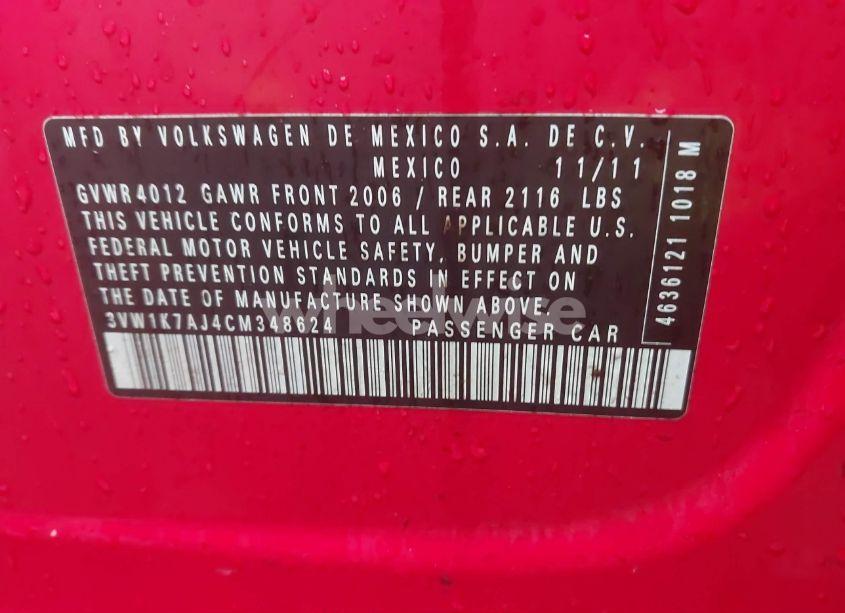 MFD BY VOLKSWAGEN DE MEXICO S.A. DE C.V.
MEXICO 11/11
GVWR4012 GAWR FRONT 2006 / REAR 2116 LBS
THIS VEHICLE CONFORMS TO ALL APPLICABLE U.S.
FEDERAL MOTOR VEHICLE SAFETY, BUMPER AND
THEFT PREVENTION STANDARDS IN EFFECT ON
THE DATE OF MANUFACTURE SHOWN ABOVE.
3VW1K7AJ4CM348624 PASSENGER CAR
4636121 1018 M
wheelwise